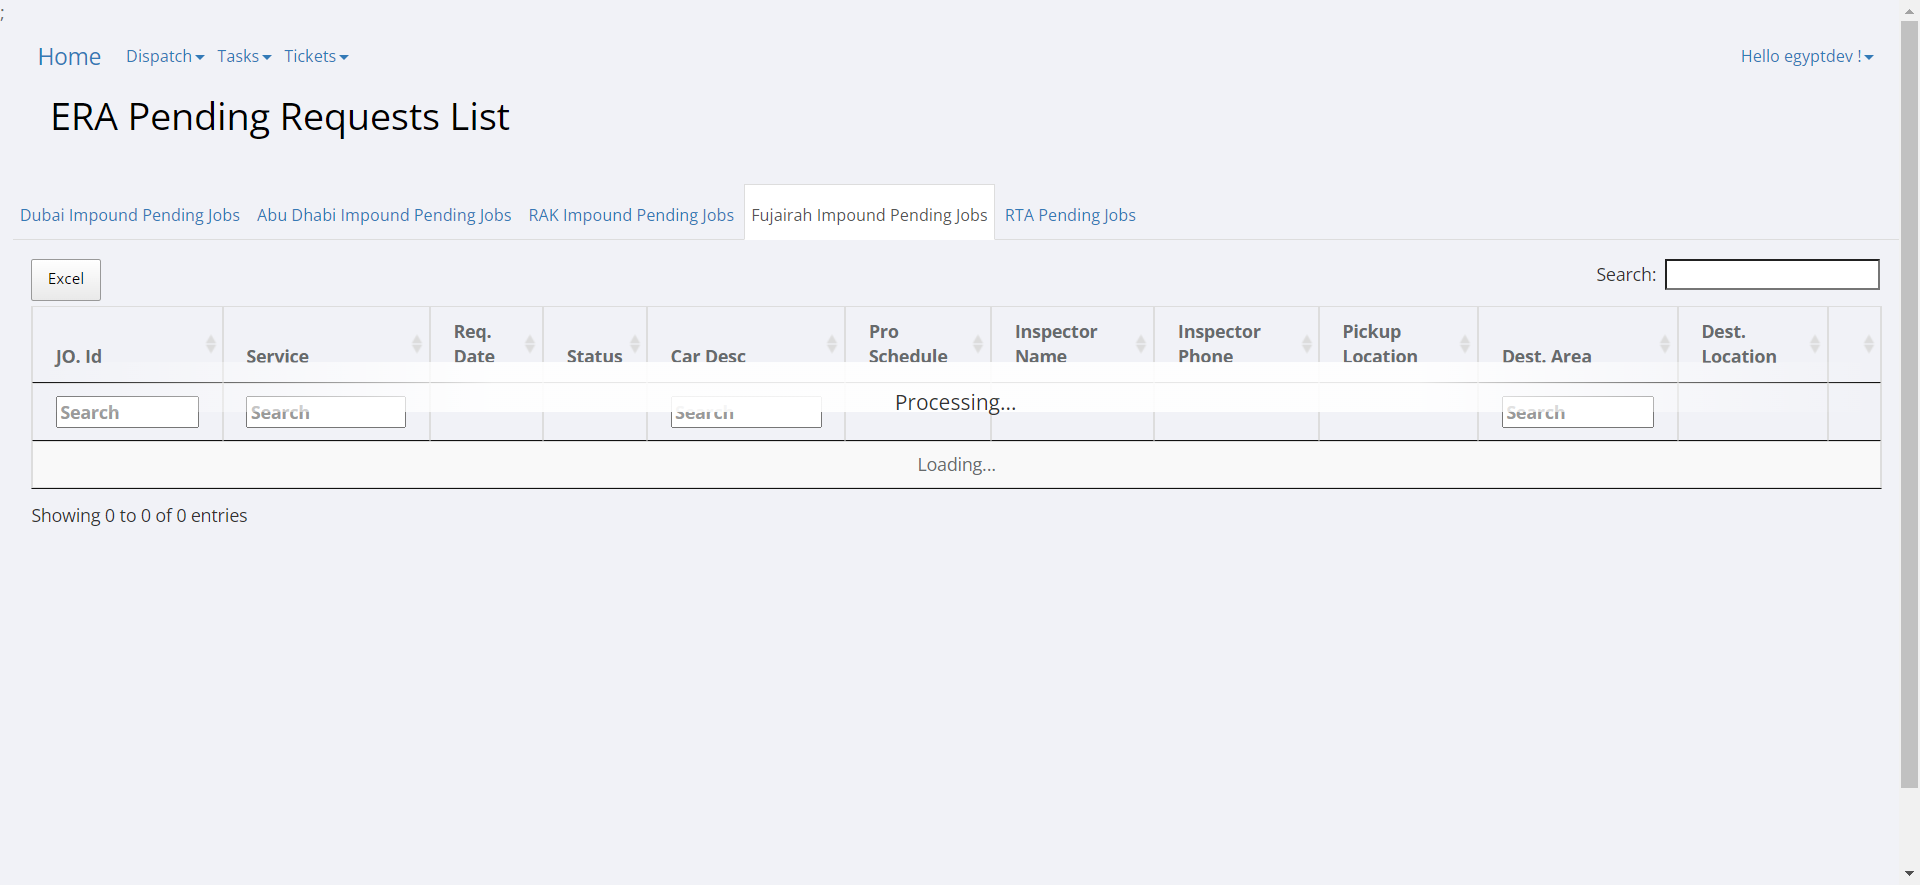 ;
Home Dispatch Tasks Tickets Hello egyptdev !
ERA Pending Requests List
Dubai Impound Pending Jobs Abu Dhabi Impound Pending Jobs RAK Impound Pending Jobs Fujairah Impound Pending Jobs RTA Pending Jobs
Excel Search:
JO. Id Service Req. Date Status Car Desc Pro Schedule Inspector Name Inspector Phone Pickup Location Dest. Area Dest. Location
Search Search Search Search
Processing...
Loading...
Showing 0 to 0 of 0 entries